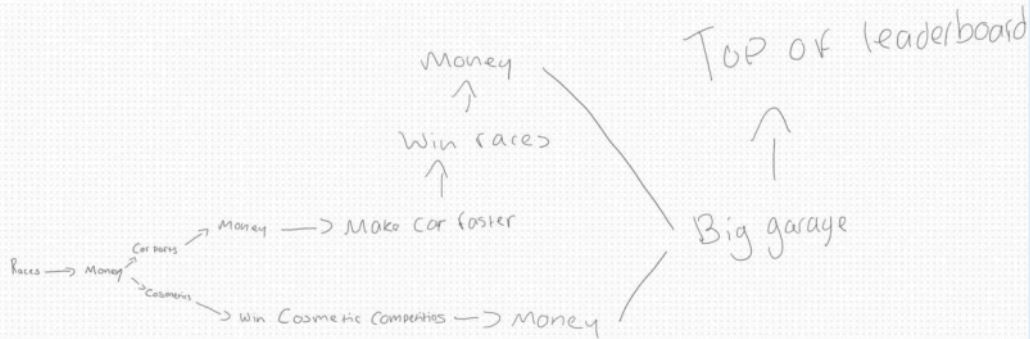 Top of leaderboard
Money
Win races
Money
Make car faster
Big garage
Car parts
Races
Money
Cosmetics
Win Cosmetic Competitios
Money